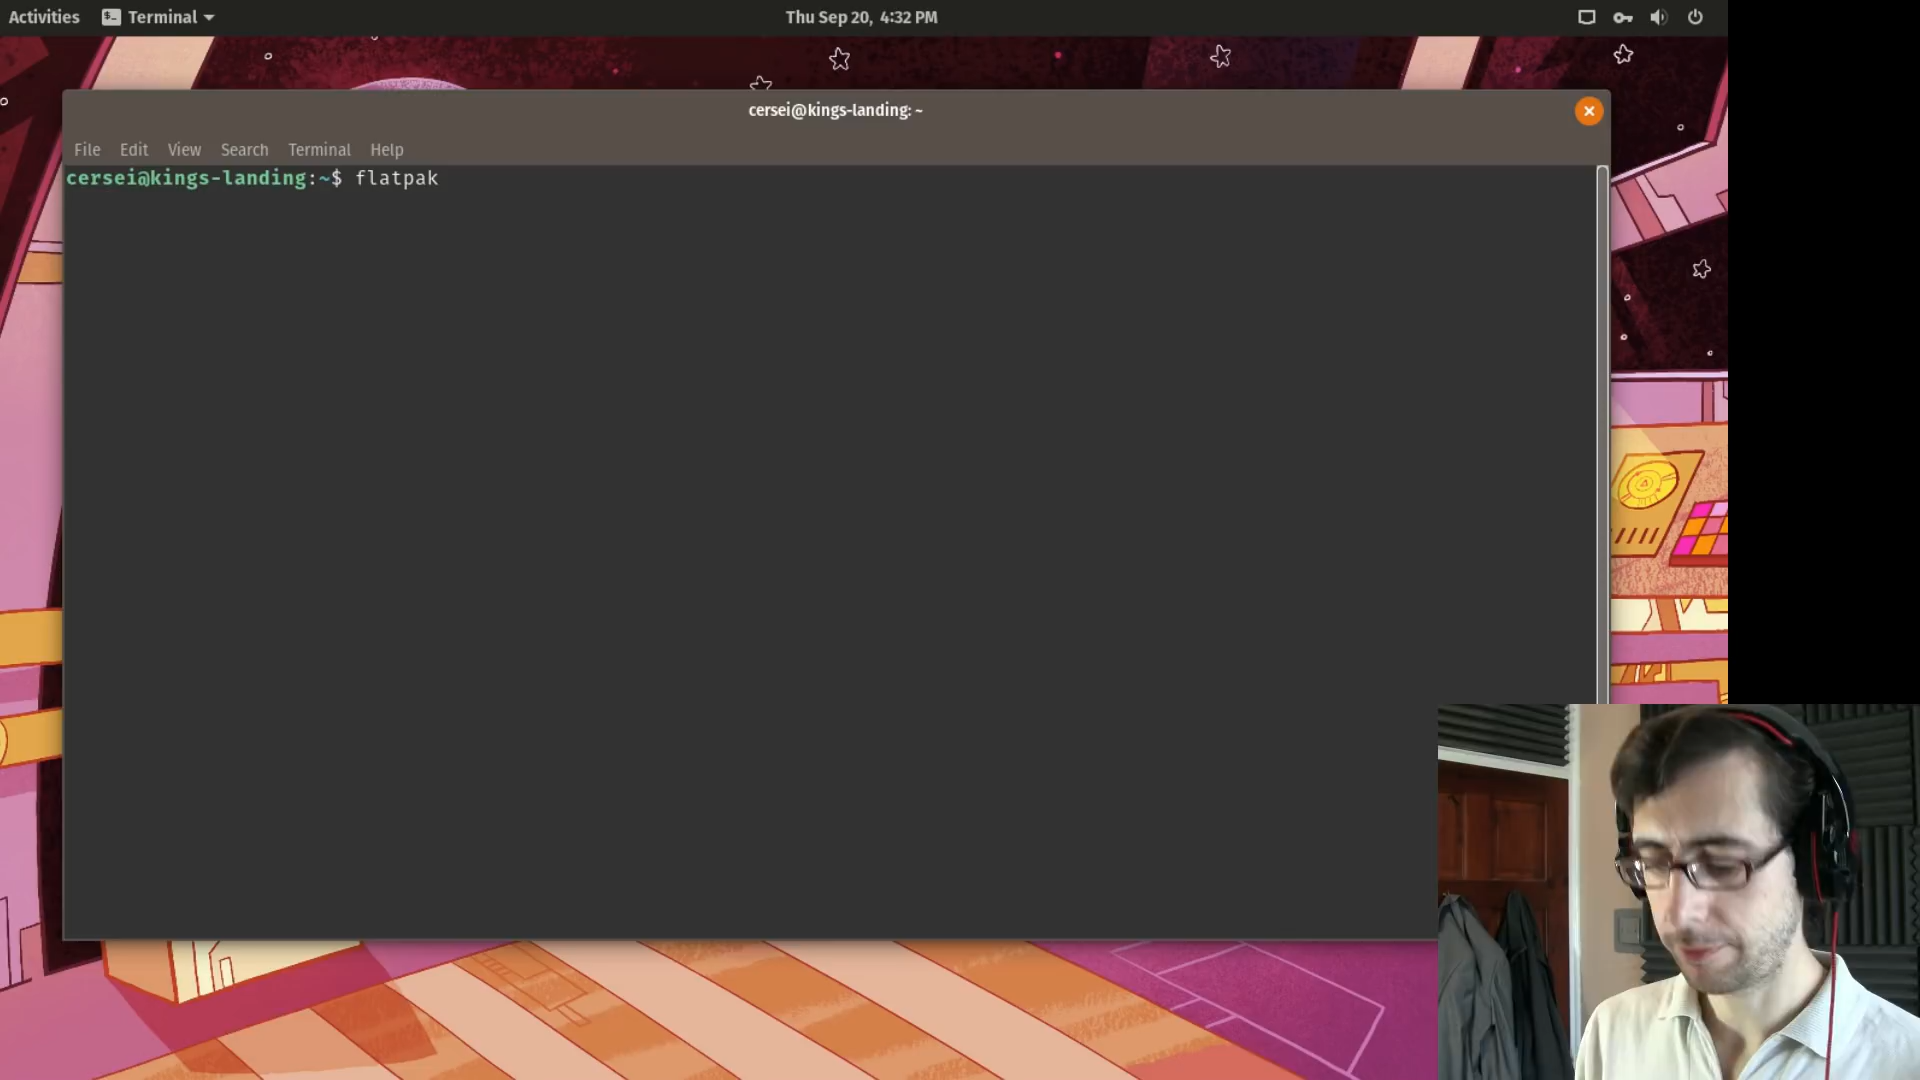 Activities Terminal Thu Sep 20, 4:32 PM
cersei@kings-landing: ~
File Edit View Search Terminal Help
cersei@kings-landing:~$ flatpak